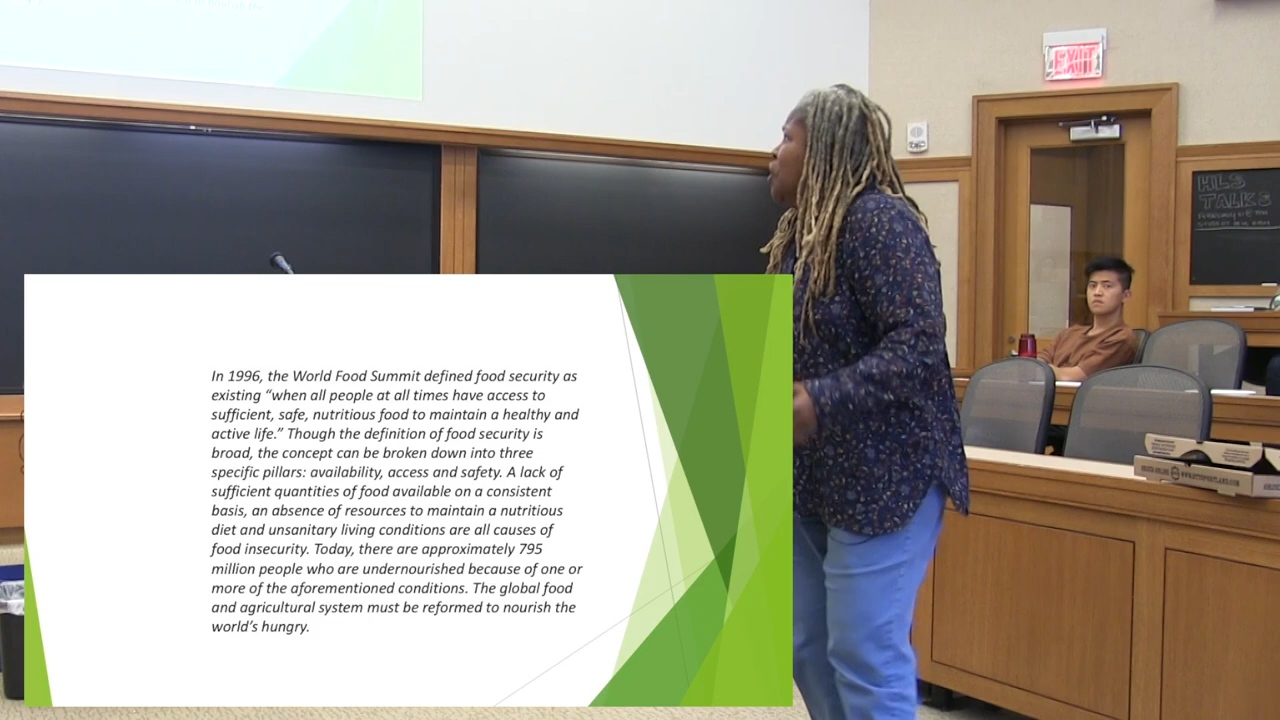 nourish the
EXIT
HLS
TALKS
In 1996, the World Food Summit defined food security as
existing “when all people at all times have access to
sufficient, safe, nutritious food to maintain a healthy and
active life.” Though the definition of food security is
broad, the concept can be broken down into three
specific pillars: availability, access and safety. A lack of
sufficient quantities of food available on a consistent
basis, an absence of resources to maintain a nutritious
diet and unsanitary living conditions are all causes of
food insecurity. Today, there are approximately 795
million people who are undernourished because of one or
more of the aforementioned conditions. The global food
and agricultural system must be reformed to nourish the
world’s hungry.